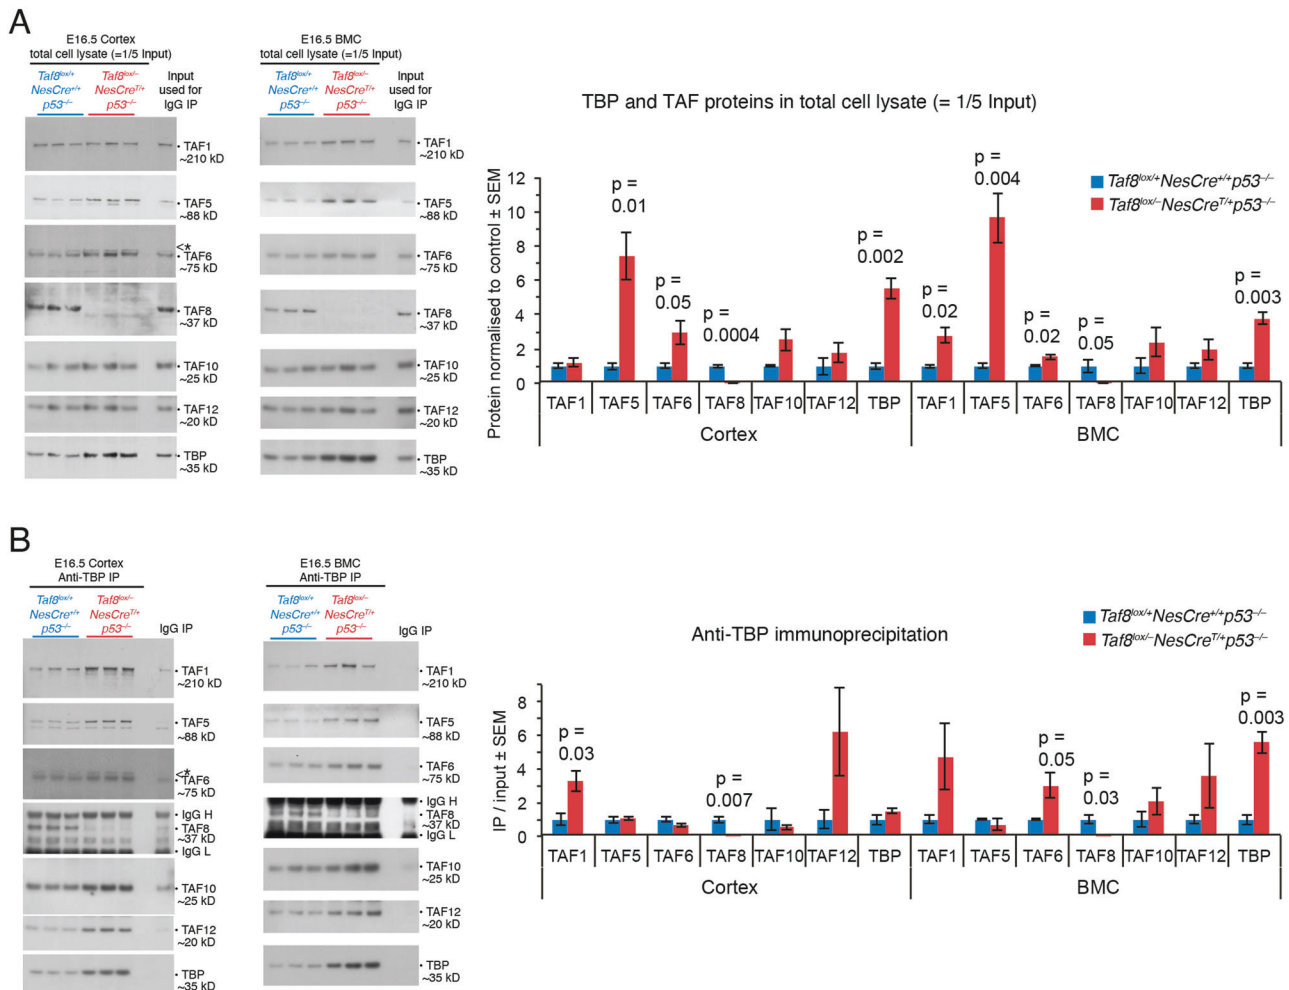 A
E16.5 Cortex
total cell lysate (=1/5 Input)
Taf8lox/+
NesCre+/+
p53–/–
Taf8lox/–
NesCreT/+
p53–/–
Input
used for
IgG IP
TAF1
~210 kD
TAF5
~88 kD
<*
TAF6
~75 kD
TAF8
~37 kD
TAF10
~25 kD
TAF12
~20 kD
TBP
~35 kD
E16.5 BMC
total cell lysate (=1/5 Input)
Taf8lox/+
NesCre+/+
p53–/–
Taf8lox/–
NesCreT/+
p53–/–
Input
used for
IgG IP
TAF1
~210 kD
TAF5
~88 kD
TAF6
~75 kD
TAF8
~37 kD
TAF10
~25 kD
TAF12
~20 kD
TBP
~35 kD
TBP and TAF proteins in total cell lysate (= 1/5 Input)
Taf8lox/+NesCre+/+p53–/–
Taf8lox/–NesCreT/+p53–/–
Protein normalised to control ± SEM
12
10
8
6
4
2
0
p =
0.01
p =
0.05
p =
0.0004
p =
0.002
p =
0.02
p =
0.004
p =
0.02
p =
0.05
p =
0.003
TAF1 TAF5 TAF6 TAF8 TAF10 TAF12 TBP TAF1 TAF5 TAF6 TAF8 TAF10 TAF12 TBP
Cortex BMC
B
E16.5 Cortex
Anti-TBP IP
Taf8lox/+
NesCre+/+
p53–/–
Taf8lox/–
NesCreT/+
p53–/–
IgG IP
TAF1
~210 kD
TAF5
~88 kD
<*
TAF6
~75 kD
IgG H
TAF8
~37 kD
IgG L
TAF10
~25 kD
TAF12
~20 kD
TBP
~35 kD
E16.5 BMC
Anti-TBP IP
Taf8lox/+
NesCre+/+
p53–/–
Taf8lox/–
NesCreT/+
p53–/–
IgG IP
TAF1
~210 kD
TAF5
~88 kD
TAF6
~75 kD
IgG H
TAF8
~37 kD
IgG L
TAF10
~25 kD
TAF12
~20 kD
TBP
~35 kD
Anti-TBP immunoprecipitation
Taf8lox/+NesCre+/+p53–/–
Taf8lox/–NesCreT/+p53–/–
IP / input ± SEM
8
6
4
2
0
p =
0.03
p =
0.007
p =
0.05
p =
0.03
p =
0.003
TAF1 TAF5 TAF6 TAF8 TAF10 TAF12 TBP TAF1 TAF5 TAF6 TAF8 TAF10 TAF12 TBP
Cortex BMC